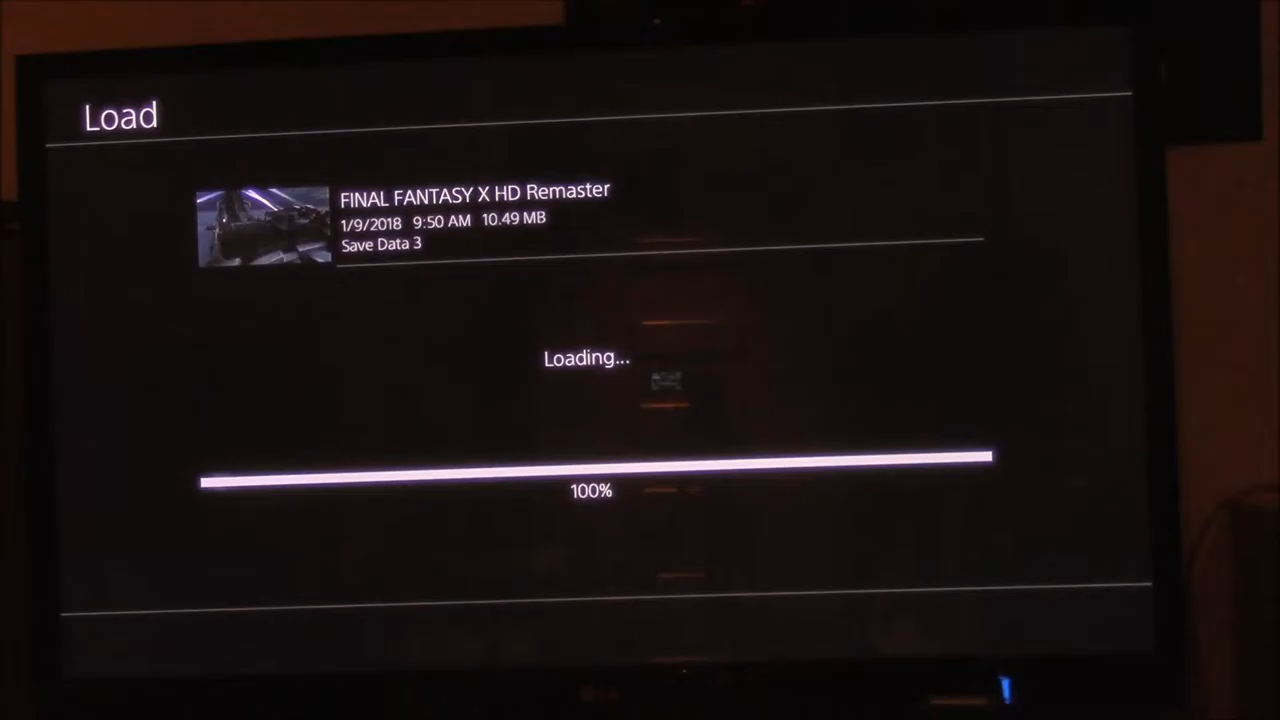 Load
FINAL FANTASY X HD Remaster
1/9/2018 9:50 AM 10.49 MB
Save Data 3
Loading...
100%